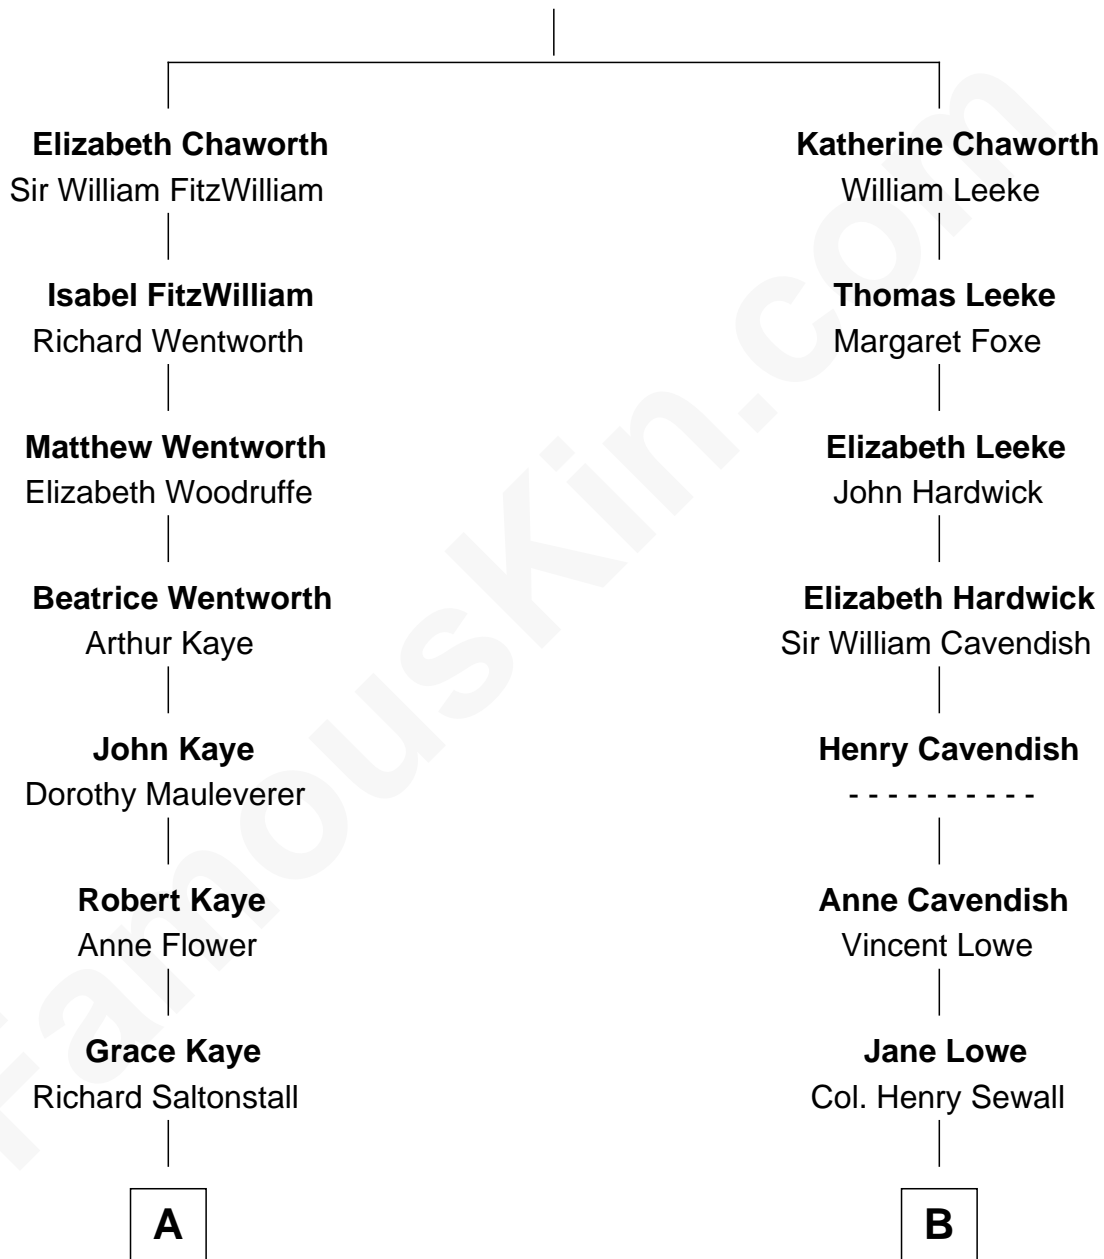 Elizabeth Chaworth
Sir William FitzWilliam
Katherine Chaworth
William Leeke
Isabel FitzWilliam
Richard Wentworth
Thomas Leeke
Margaret Foxe
Matthew Wentworth
Elizabeth Woodruffe
Elizabeth Leeke
John Hardwick
Beatrice Wentworth
Arthur Kaye
Elizabeth Hardwick
Sir William Cavendish
John Kaye
Dorothy Mauleverer
Henry Cavendish
- - - - - - - - - -
Robert Kaye
Anne Flower
Anne Cavendish
Vincent Lowe
Grace Kaye
Richard Saltonstall
Jane Lowe
Col. Henry Sewall
A
B
FamousKin.com